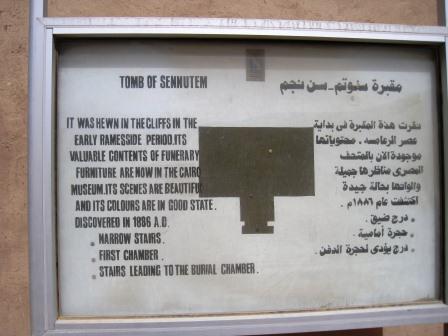 TOMB OF SENNUTEM
IT WAS HEWN IN THE CLIFFS IN THE
EARLY RAMESSIDE PERIOD.ITS
VALUABLE CONTENTS OF FUNERARY
FURNITURE ARE NOW IN THE CAIRO
MUSEUM.ITS SCENES ARE BEAUTIFU
AND ITS COLOURS ARE IN GOOD STATE.
DISCOVERED IN 1886 A.D.
• NARROW STAIRS.
• FIRST CHAMBER.
• STAIRS LEADING TO THE BURIAL CHAMBER.
مقبرة سنوتم - سن نجم
نقرت هذه المقبرة فى بداية
عصر الرعامسه. محتوياتها
موجودة الآن بالمتحف
المصرى مناظرها جميلة
والوانها بحالة جيدة
اكتشفت عام ١٨٨٦م.
• درج ضيق.
• حجرة أمامية.
• درج يؤدى لحجرة الدفن.